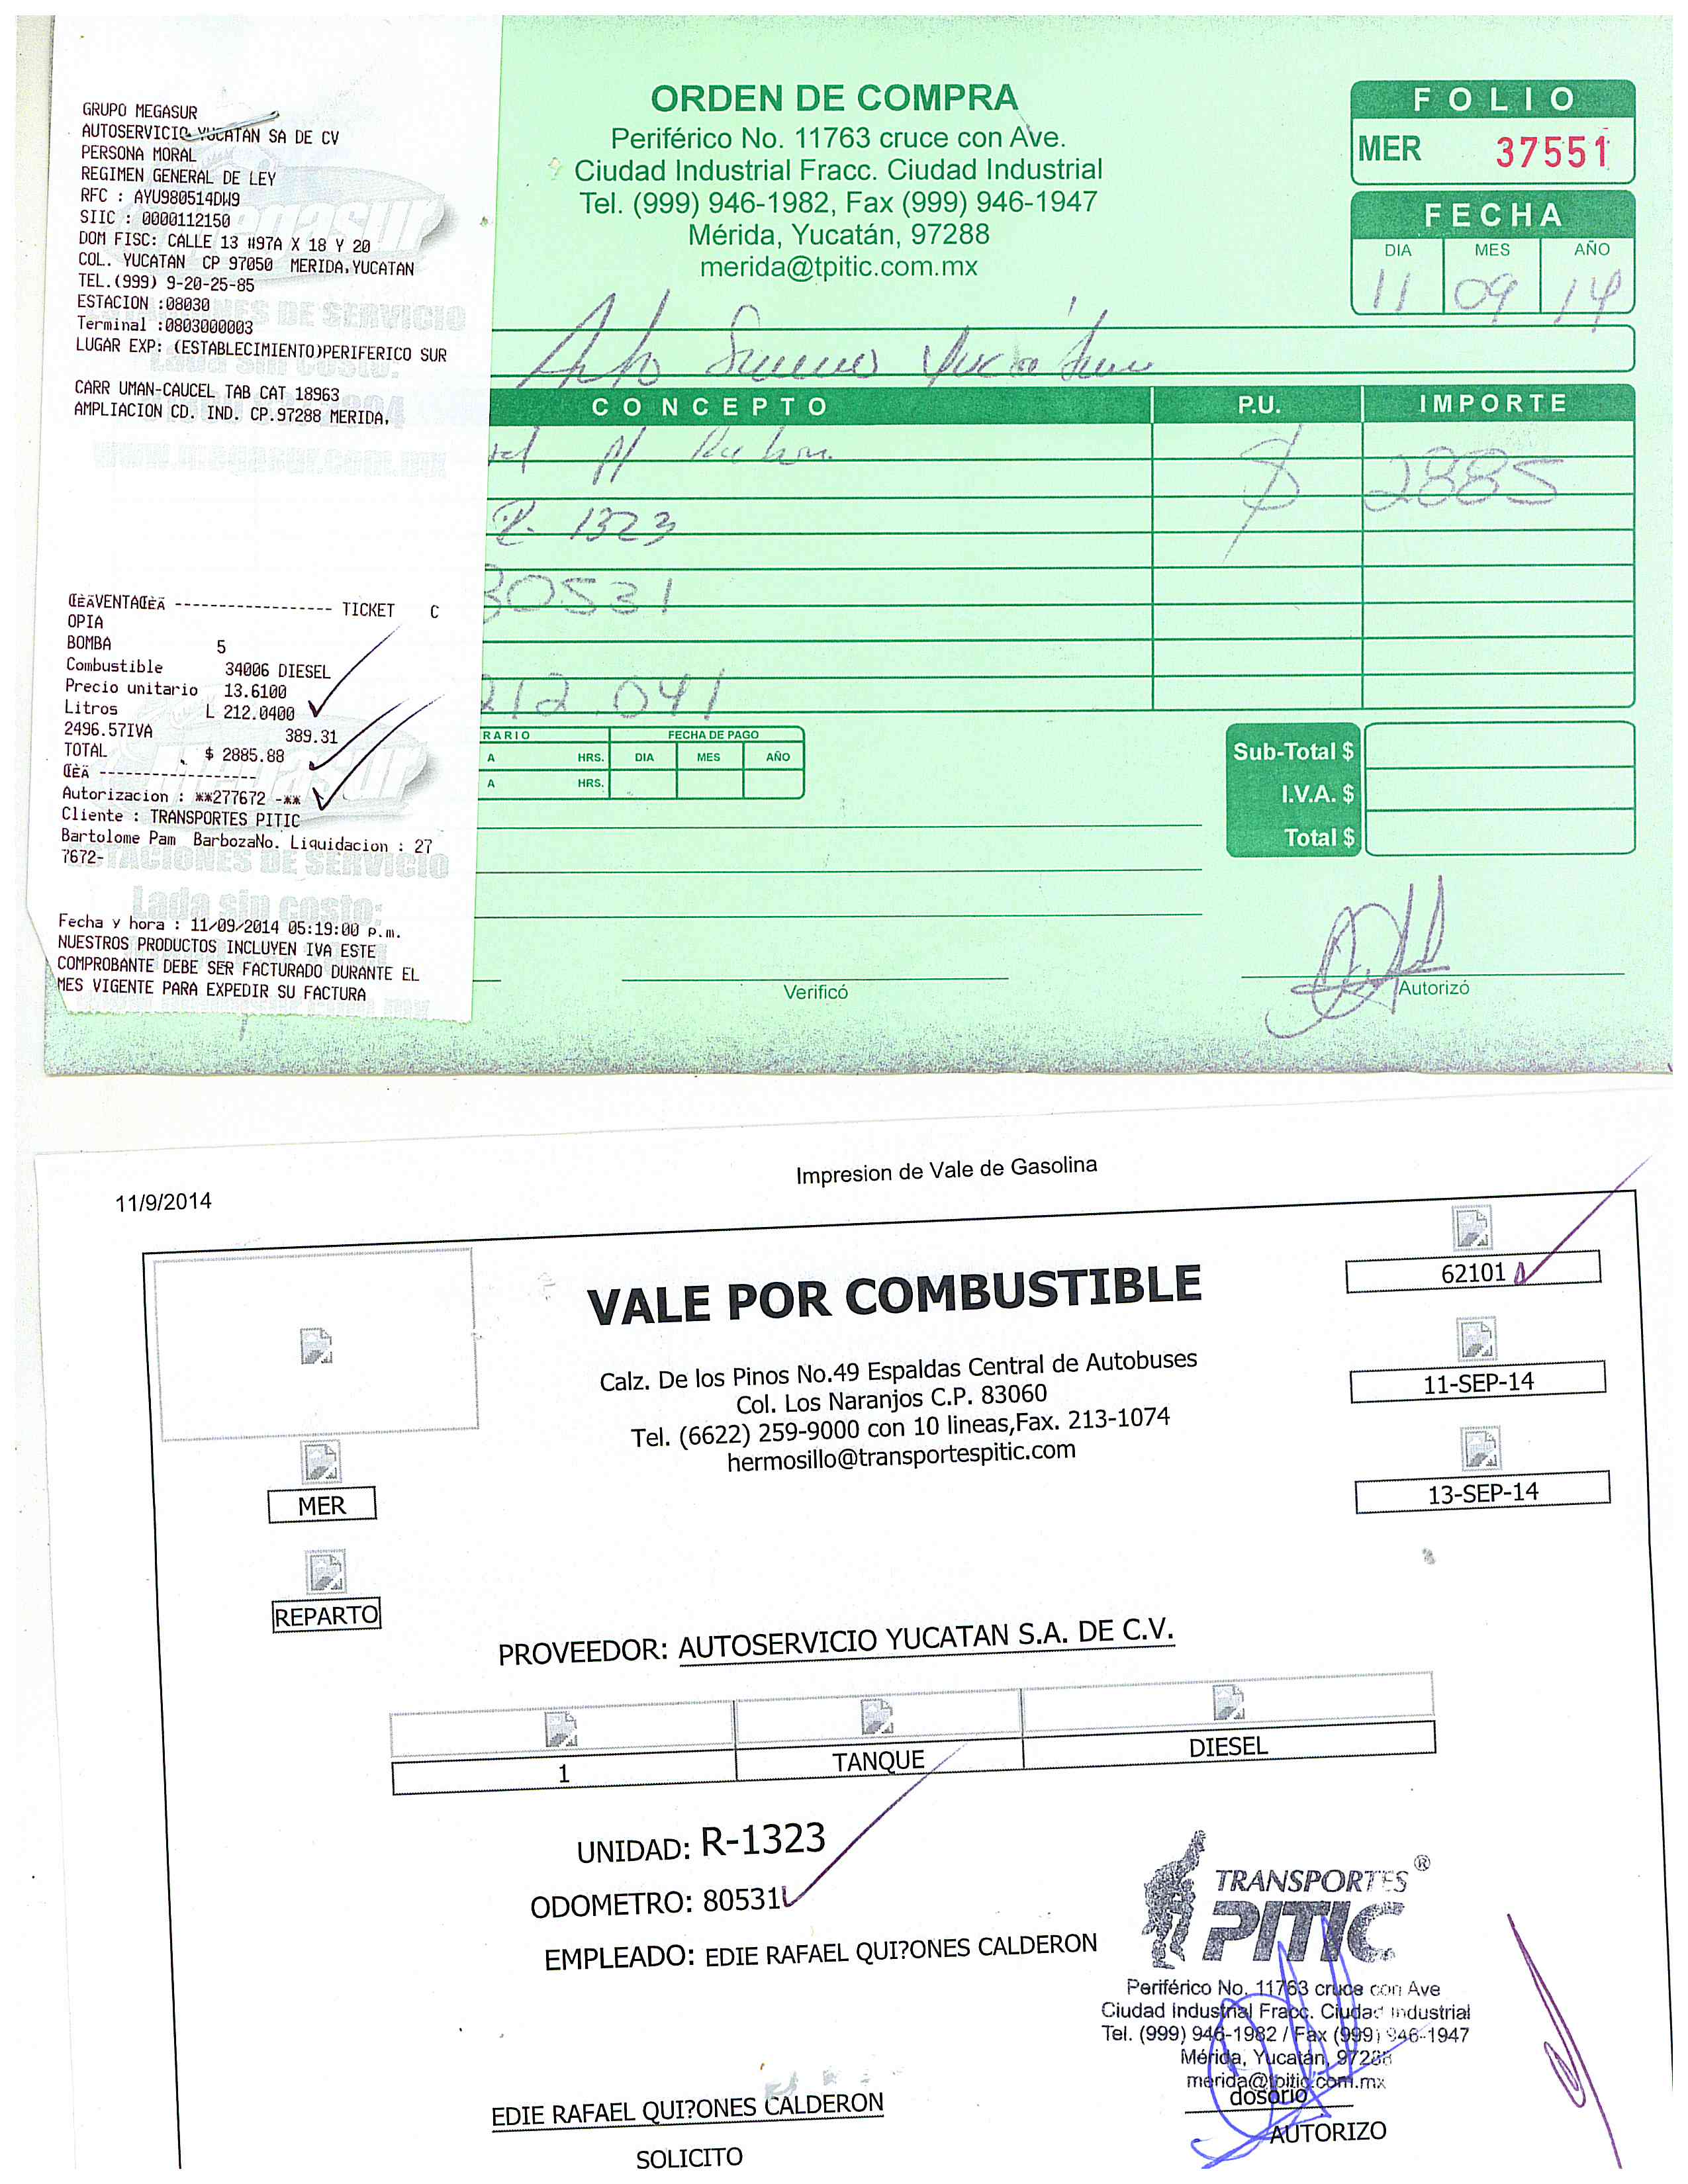 GRUPO MEGASUR
AUTOSERVICIO YUCATAN SA DE CV
PERSONA MORAL
REGIMEN GENERAL DE LEY
RFC : AYU980514DW9
SIIC : 0000112150
DOM FISC: CALLE 13 #97A X 18 Y 20
COL. YUCATAN CP 97050 MERIDA,YUCATAN
TEL.(999) 9-20-25-85
ESTACION :08030
Terminal :0803000003
LUGAR EXP: (ESTABLECIMIENTO)PERIFERICO SUR
CARR UMAN-CAUCEL TAB CAT 18963
AMPLIACION CD. IND. CP.97288 MERIDA,
ŒèäVENTAŒèä ---------------- TICKET C
OPIA
BOMBA 5
Combustible 34006 DIESEL
Precio unitario 13.6100
Litros L 212.0400
2496.57IVA 389.31
TOTAL $ 2885.88
Œèä ----------------
Autorizacion : **277672 -**
Cliente : TRANSPORTES PITIC
Bartolome Pam BarbozaNo. Liquidacion : 27
7672-
Fecha y hora : 11/09/2014 05:19:00 p.m.
NUESTROS PRODUCTOS INCLUYEN IVA ESTE
COMPROBANTE DEBE SER FACTURADO DURANTE EL
MES VIGENTE PARA EXPEDIR SU FACTURA
megasur
ESTACIONES DE SERVICIO
Lada sin costo:
www.megasur.com.mx
ORDEN DE COMPRA
Periférico No. 11763 cruce con Ave.
Ciudad Industrial Fracc. Ciudad Industrial
Tel. (999) 946-1982, Fax (999) 946-1947
Mérida, Yucatán, 97288
merida@tpitic.com.mx
FOLIO
MER 37551
FECHA
DIA MES AÑO
11 09 14
CONCEPTO P.U. IMPORTE
$ 2885
1323
80531
212.041
RARIO FECHA DE PAGO
A HRS. DIA MES AÑO
A HRS.
Sub-Total $
I.V.A. $
Total $
Verificó
Autorizó
11/9/2014
Impresion de Vale de Gasolina
VALE POR COMBUSTIBLE
Calz. De los Pinos No.49 Espaldas Central de Autobuses
Col. Los Naranjos C.P. 83060
Tel. (6622) 259-9000 con 10 lineas,Fax. 213-1074
hermosillo@transportespitic.com
62101
11-SEP-14
13-SEP-14
MER
REPARTO
PROVEEDOR: AUTOSERVICIO YUCATAN S.A. DE C.V.
1 TANQUE DIESEL
UNIDAD: R-1323
ODOMETRO: 80531
EMPLEADO: EDIE RAFAEL QUI?ONES CALDERON
TRANSPORTES ®
PITIC
Periférico No. 11763 cruce con Ave
Ciudad Industrial Fracc. Ciudad Industrial
Tel. (999) 946-1982 / Fax (999) 946-1947
Mérida, Yucatán, 97288
merida@tpitic.com.mx
dosorio
AUTORIZO
EDIE RAFAEL QUI?ONES CALDERON
SOLICITO